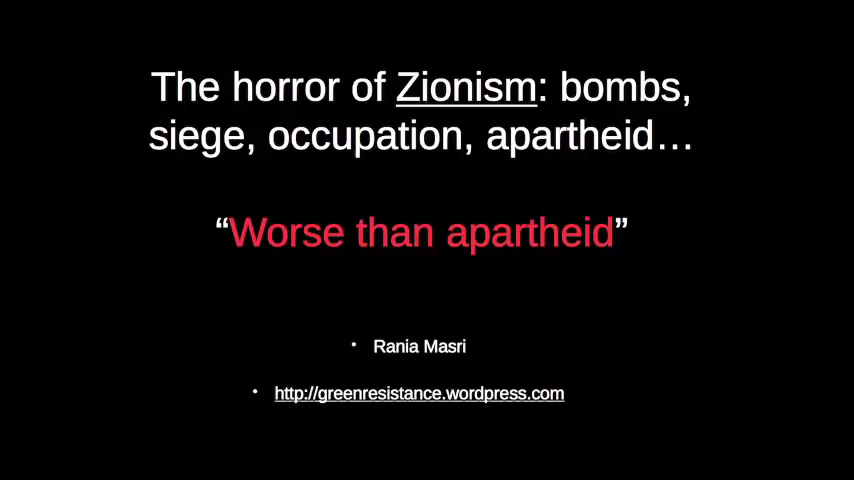 The horror of Zionism: bombs,
siege, occupation, apartheid…
“Worse than apartheid”
• Rania Masri
• http://greenresistance.wordpress.com